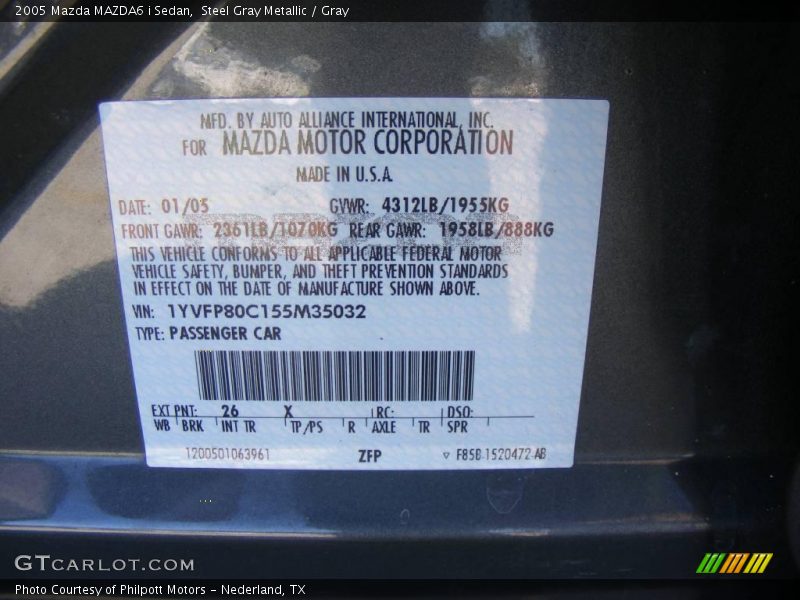 2005 Mazda MAZDA6 i Sedan,  Steel Gray Metallic / Gray
MFD. BY AUTO ALLIANCE INTERNATIONAL, INC.
FOR MAZDA MOTOR CORPORATION
MADE IN U.S.A.
DATE: 01/05 GVWR: 4312LB/1955KG
FRONT GAWR: 2361LB/1070KG REAR GAWR: 1958LB/888KG
THIS VEHICLE CONFORMS TO ALL APPLICABLE FEDERAL MOTOR
VEHICLE SAFETY, BUMPER, AND THEFT PREVENTION STANDARDS
IN EFFECT ON THE DATE OF MANUFACTURE SHOWN ABOVE.
VIN: 1YVFP80C155M35032
TYPE: PASSENGER CAR
EXT PNT: 26 X RC: DSO:
WB BRK INT TR TP/PS R AXLE TR SPR
1200501063961 ZFP F85B 1520472 AB
GTCARLOT.COM
Photo Courtesy of Philpott Motors - Nederland, TX